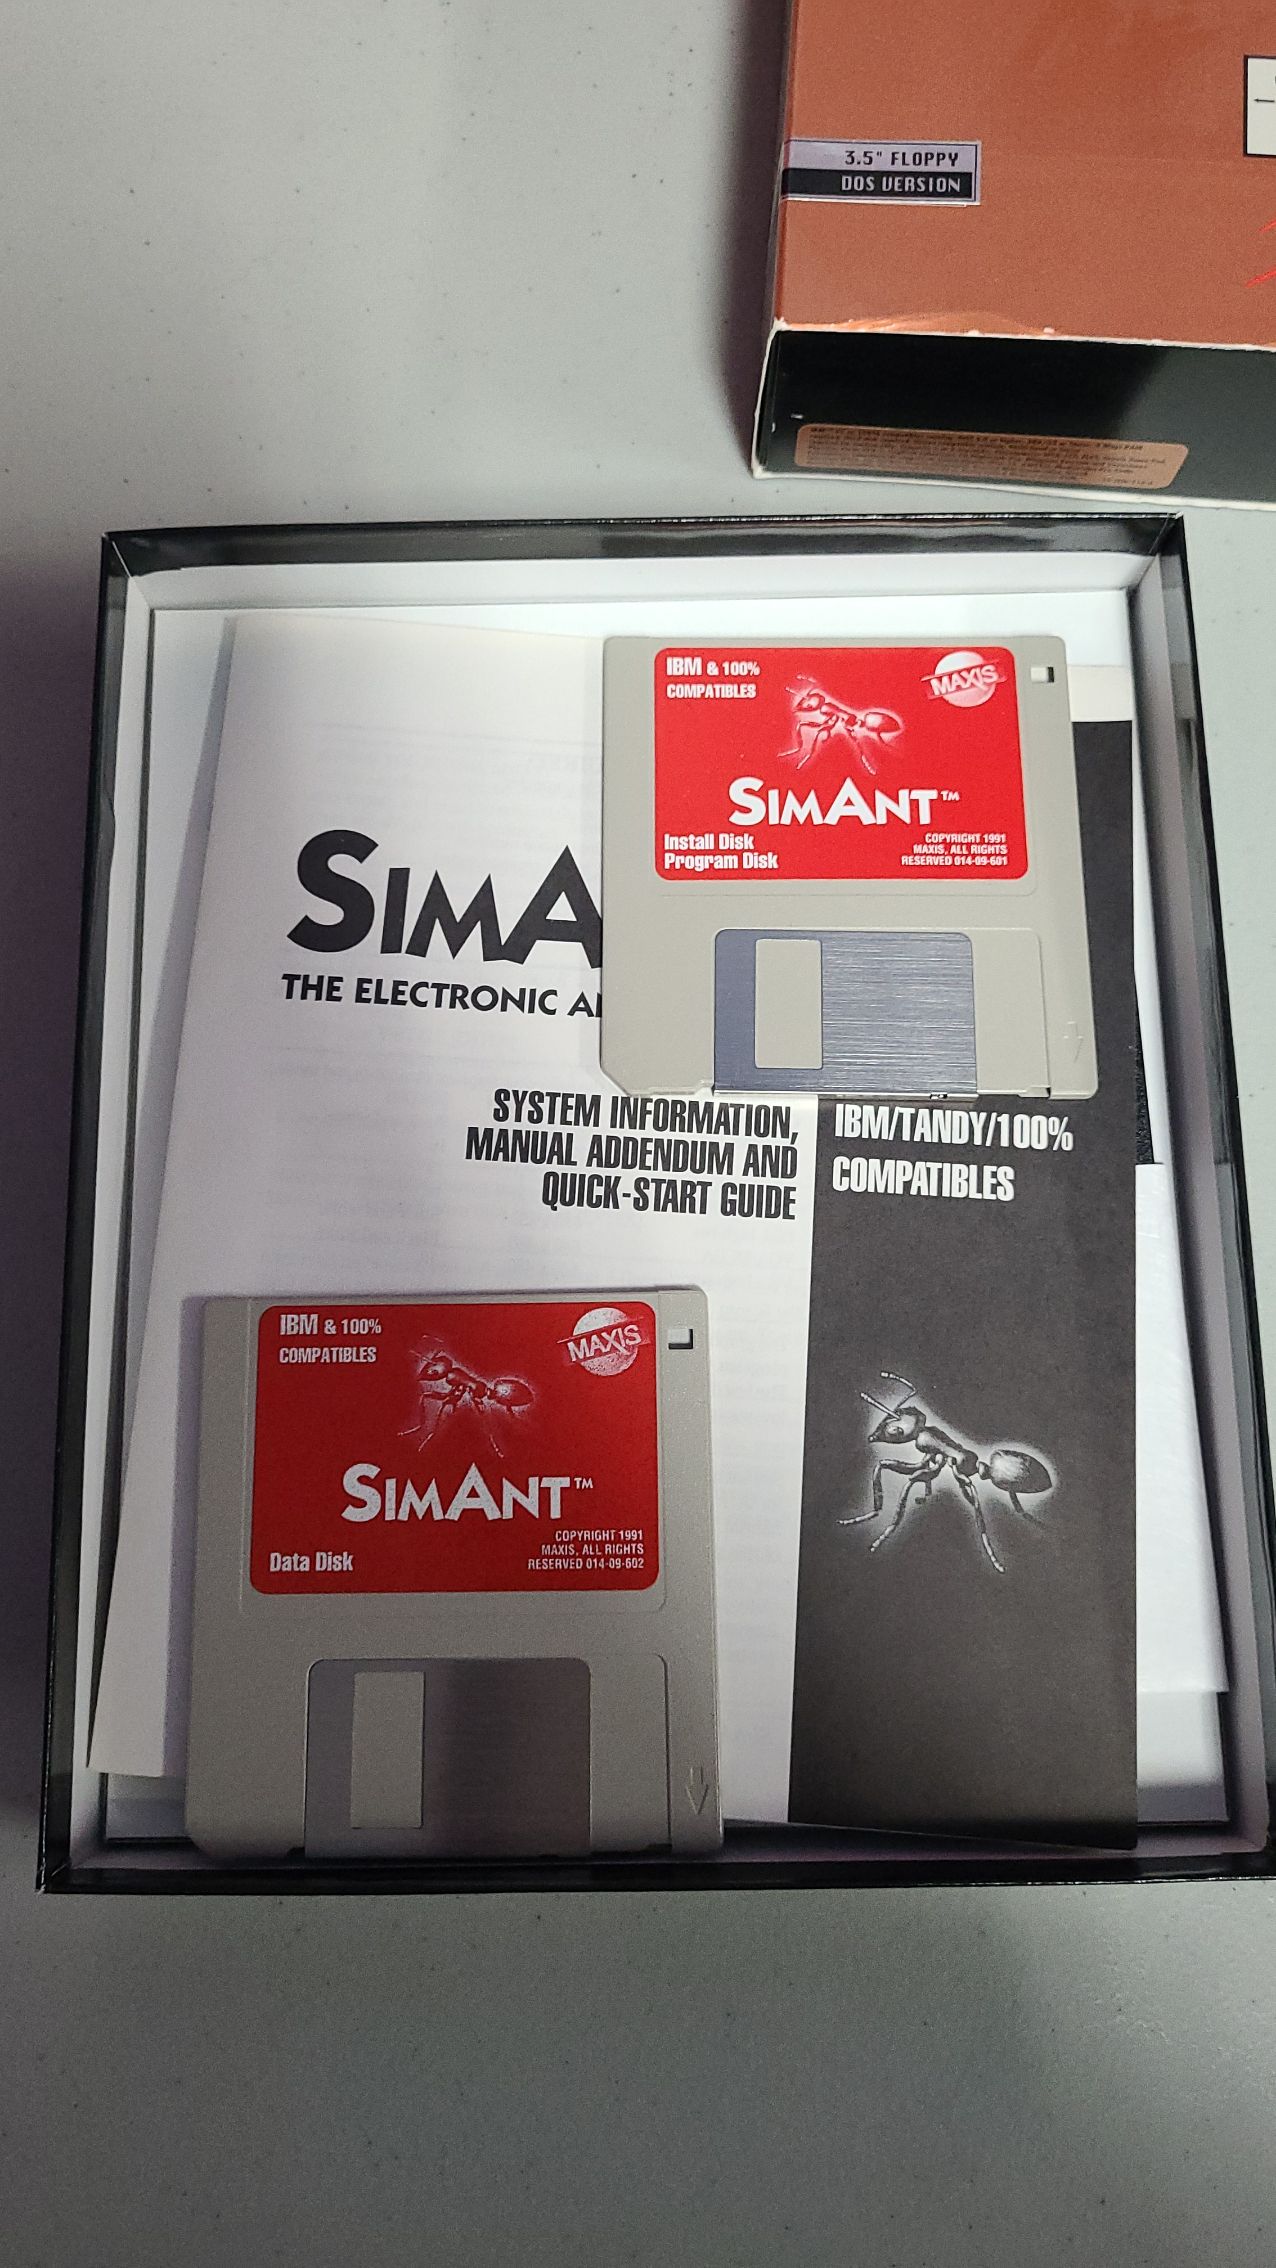 3.5" FLOPPY
DOS VERSION
IBM & 100%
COMPATIBLES
MAXIS
SIMANT™
Install Disk
Program Disk
COPYRIGHT 1991
MAXIS, ALL RIGHTS
RESERVED 014-09-601
SIMA
THE ELECTRONIC
SYSTEM INFORMATION,
MANUAL ADDENDUM AND
QUICK-START GUIDE
IBM/TANDY/100%
COMPATIBLES
IBM & 100%
COMPATIBLES
MAXIS
SIMANT™
Data Disk
COPYRIGHT 1991
MAXIS, ALL RIGHTS
RESERVED 014-09-602